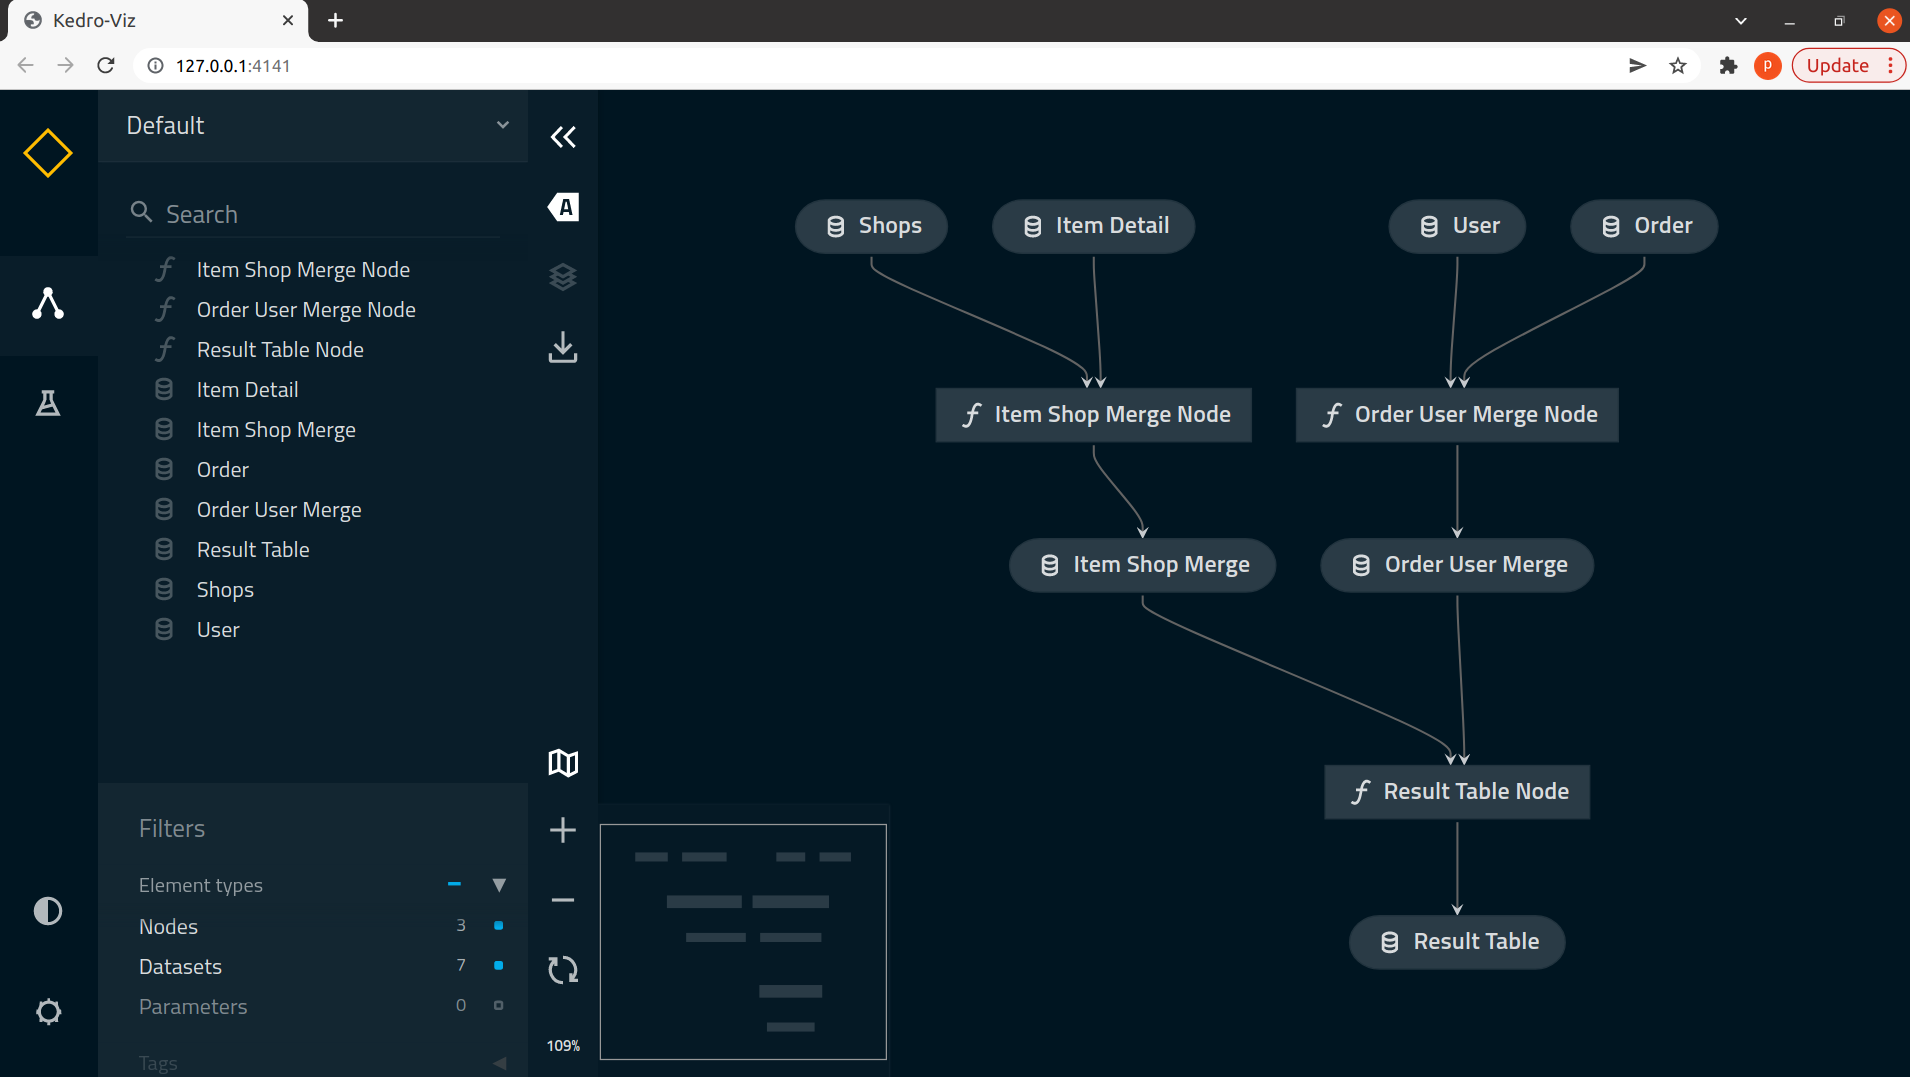 Kedro-Viz
127.0.0.1:4141
P
Update
Default
Search
Item Shop Merge Node
Order User Merge Node
Result Table Node
Item Detail
Item Shop Merge
Order
Order User Merge
Result Table
Shops
User
Filters
Element types
Nodes 3
Datasets 7
Parameters 0
Tags
A
109%
Shops Item Detail User Order
Item Shop Merge Node Order User Merge Node
Item Shop Merge Order User Merge
Result Table Node
Result Table